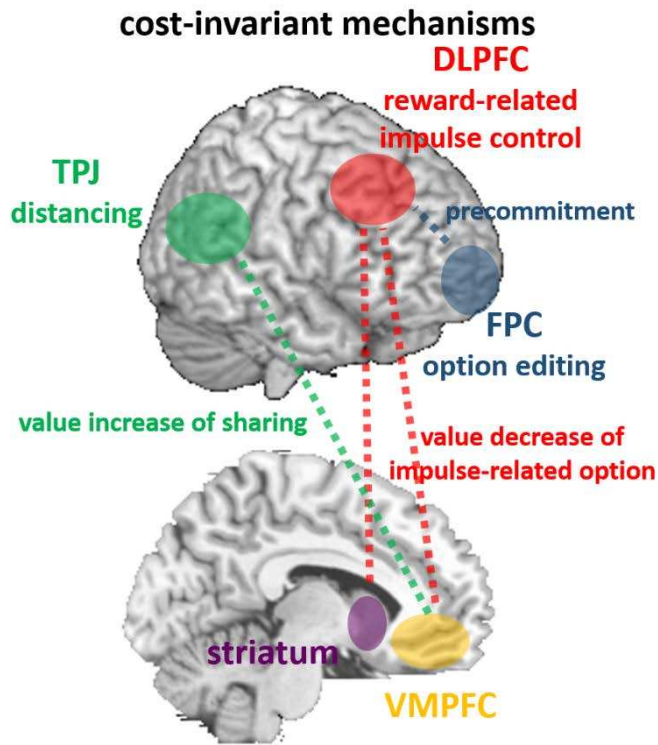 cost-invariant mechanisms
DLPFC
reward-related
impulse control
TPJ
distancing
precommitment
FPC
option editing
value increase of sharing
value decrease of
impulse-related option
striatum
VMPFC